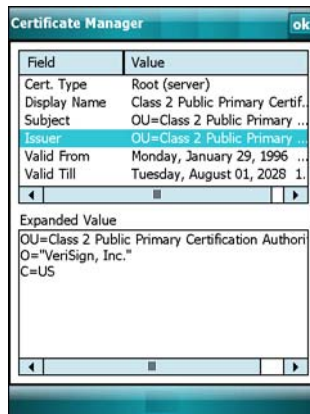 Certificate Manager ok
Field Value
Cert. Type Root (server)
Display Name Class 2 Public Primary Certif..
Subject OU=Class 2 Public Primary ...
Issuer OU=Class 2 Public Primary ...
Valid From Monday, January 29, 1996 ...
Valid Till Tuesday, August 01, 2028 1..
Expanded Value
OU=Class 2 Public Primary Certification Authori
O="VeriSign, Inc."
C=US